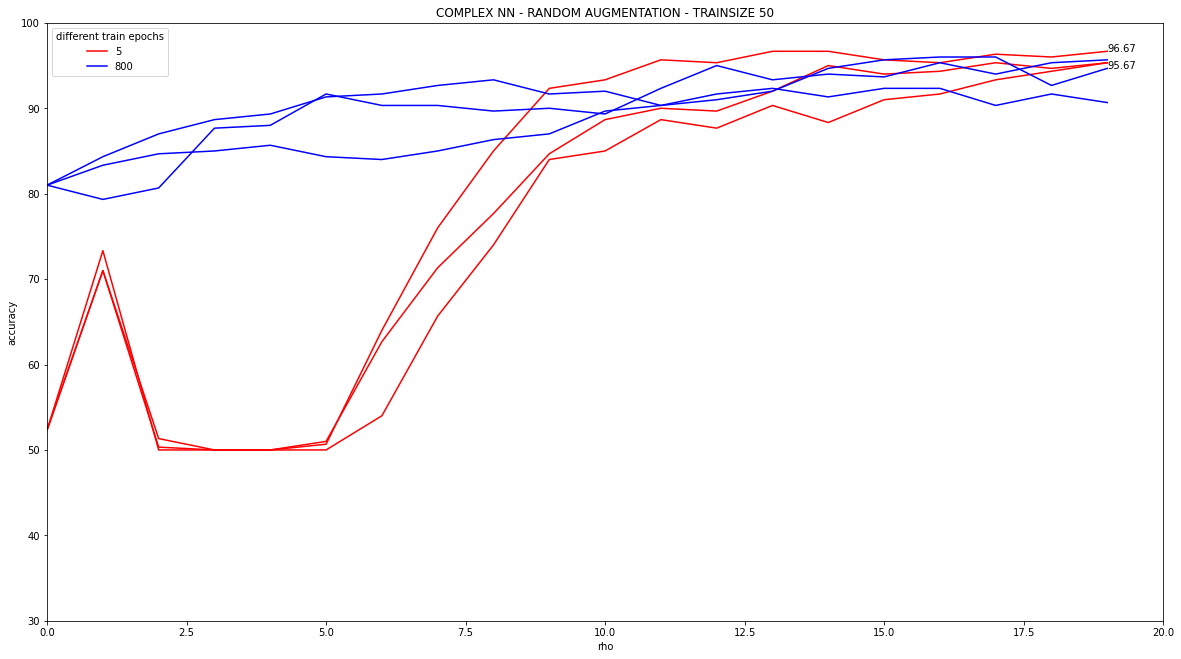 COMPLEX NN - RANDOM AUGMENTATION - TRAINSIZE 50
different train epochs
5
800
96.67
95.67
accuracy
100
90
80
70
60
50
40
30
0.0 2.5 5.0 7.5 10.0 12.5 15.0 17.5 20.0
rho